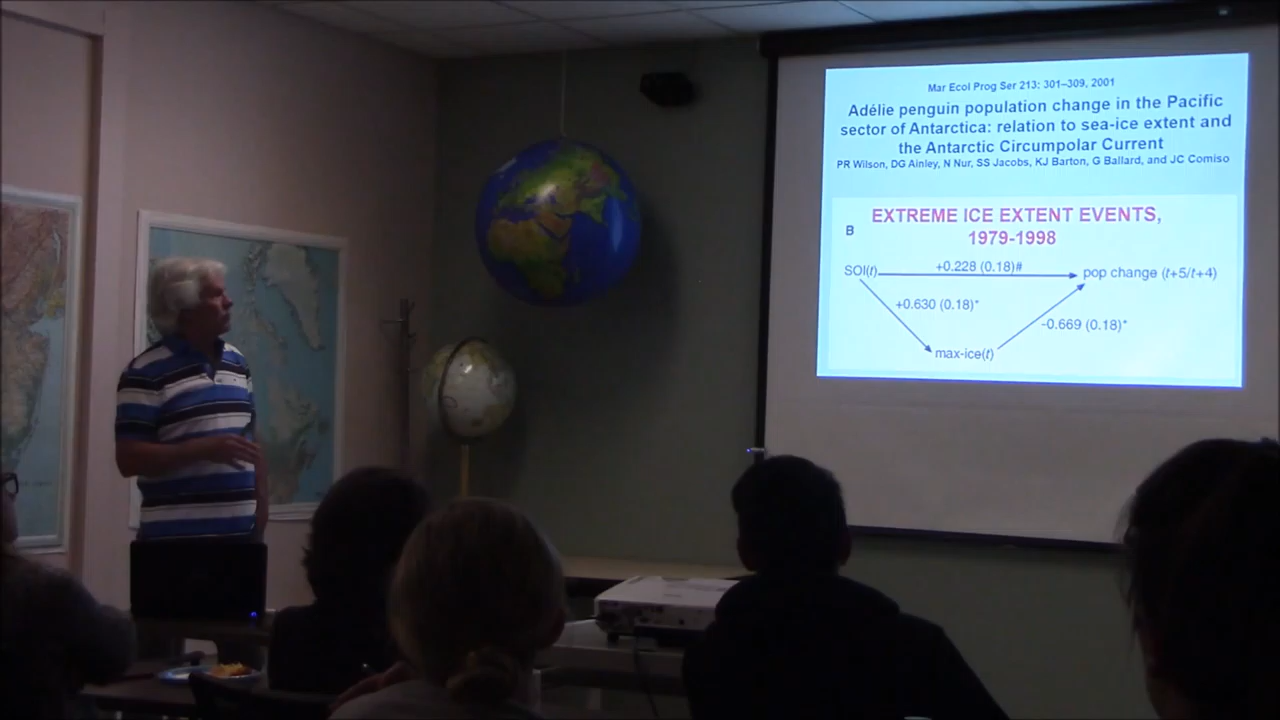 Mar Ecol Prog Ser 213: 301–309, 2001
Adélie penguin population change in the Pacific
sector of Antarctica: relation to sea-ice extent and
the Antarctic Circumpolar Current
PR Wilson, DG Ainley, N Nur, SS Jacobs, KJ Barton, G Ballard, and JC Comiso
EXTREME ICE EXTENT EVENTS,
B
1979-1998
SOI(t)
+0.228 (0.18)#
pop change (t+5/t+4)
+0.630 (0.18)*
-0.669 (0.18)*
max-ice(t)